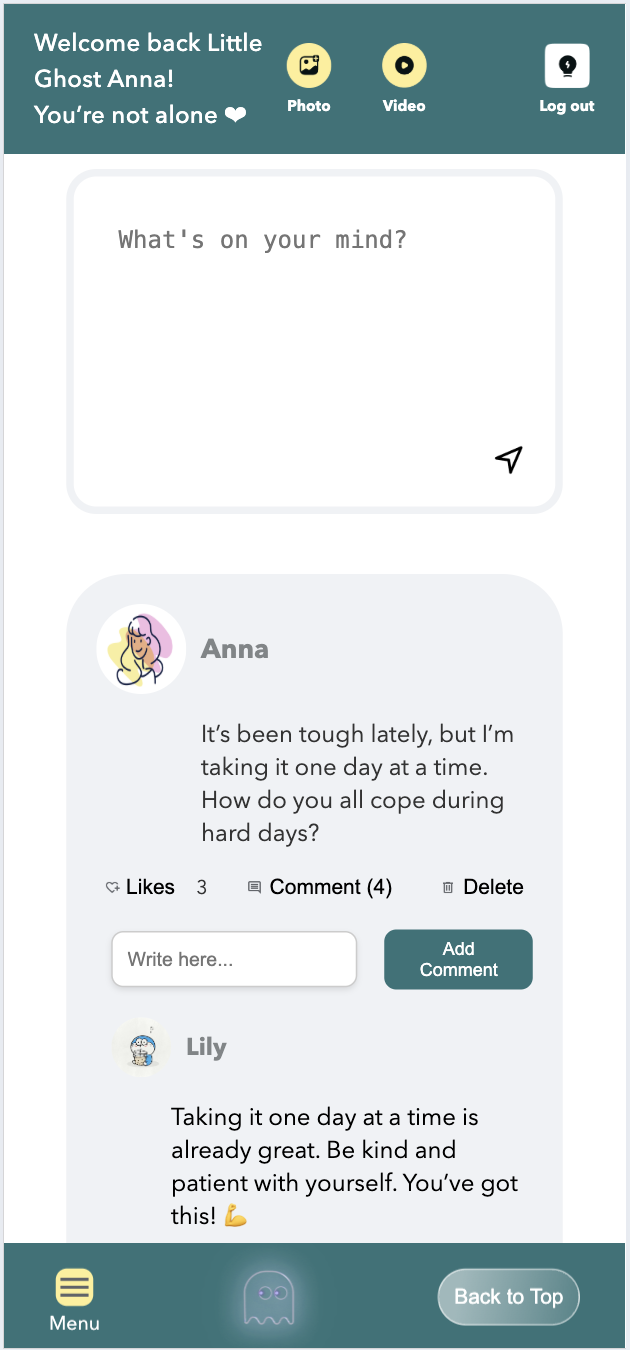 Welcome back Little
Ghost Anna!
You’re not alone ❤
Photo
Video
Log out
What's on your mind?
Anna
It’s been tough lately, but I’m
taking it one day at a time.
How do you all cope during
hard days?
Likes 3 Comment (4) Delete
Write here...
Add
Comment
Lily
Taking it one day at a time is
already great. Be kind and
patient with yourself. You’ve got
this! 💪
Menu
Back to Top